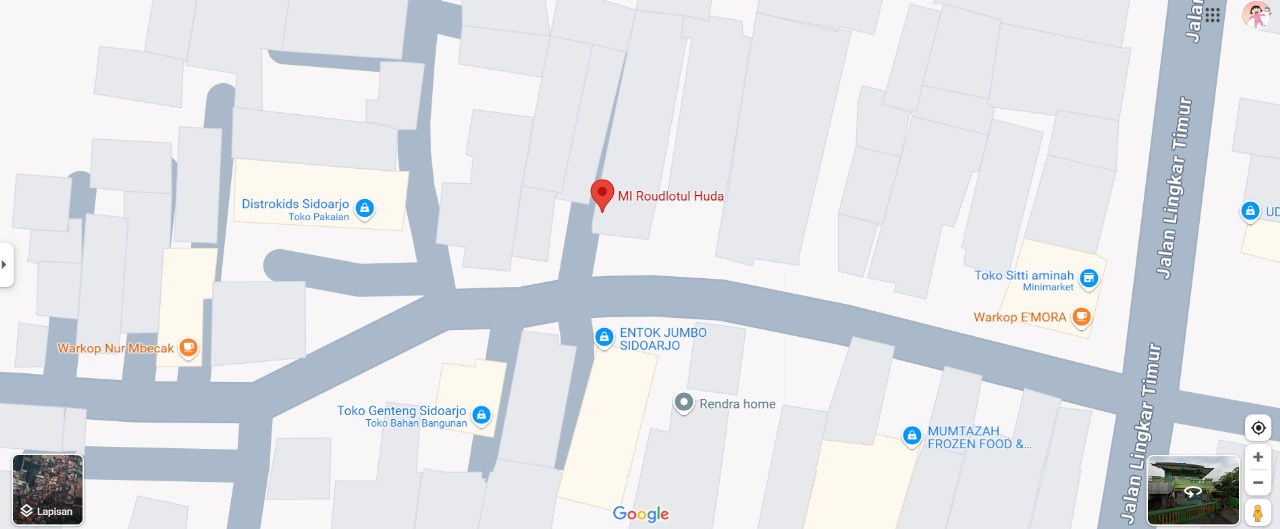 Jalan
Jalan Lingkar Timur
MI Roudlotul Huda
Distrokids Sidoarjo
Toko Pakaian
UD
Toko Sitti aminah
Minimarket
Warkop E'MORA
ENTOK JUMBO
SIDOARJO
Warkop Nur Mbecak
Rendra home
Toko Genteng Sidoarjo
Toko Bahan Bangunan
MUMTAZAH
FROZEN FOOD &...
Jalan Lingkar Timur
Lapisan
Google